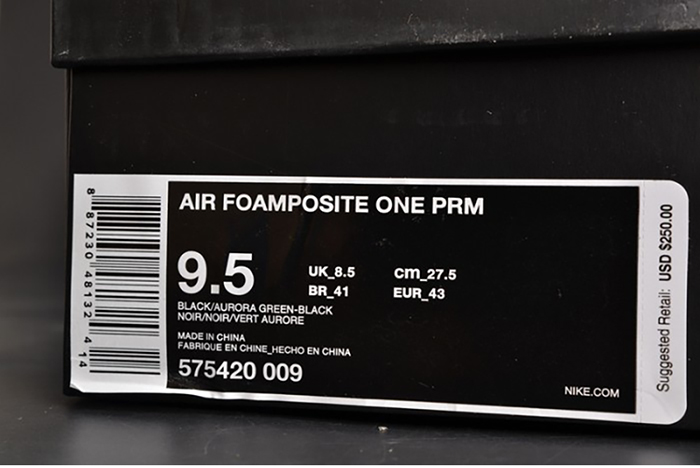 AIR FOAMPOSITE ONE PRM
9.5
UK_8.5 cm_27.5
BR_41 EUR_43
BLACK/AURORA GREEN-BLACK
NOIR/NOIR/VERT AURORE
MADE IN CHINA
FABRIQUE EN CHINE_HECHO EN CHINA
575420 009
NIKE.COM
8 87230 48132 4 14
Suggested Retail: USD $250.00